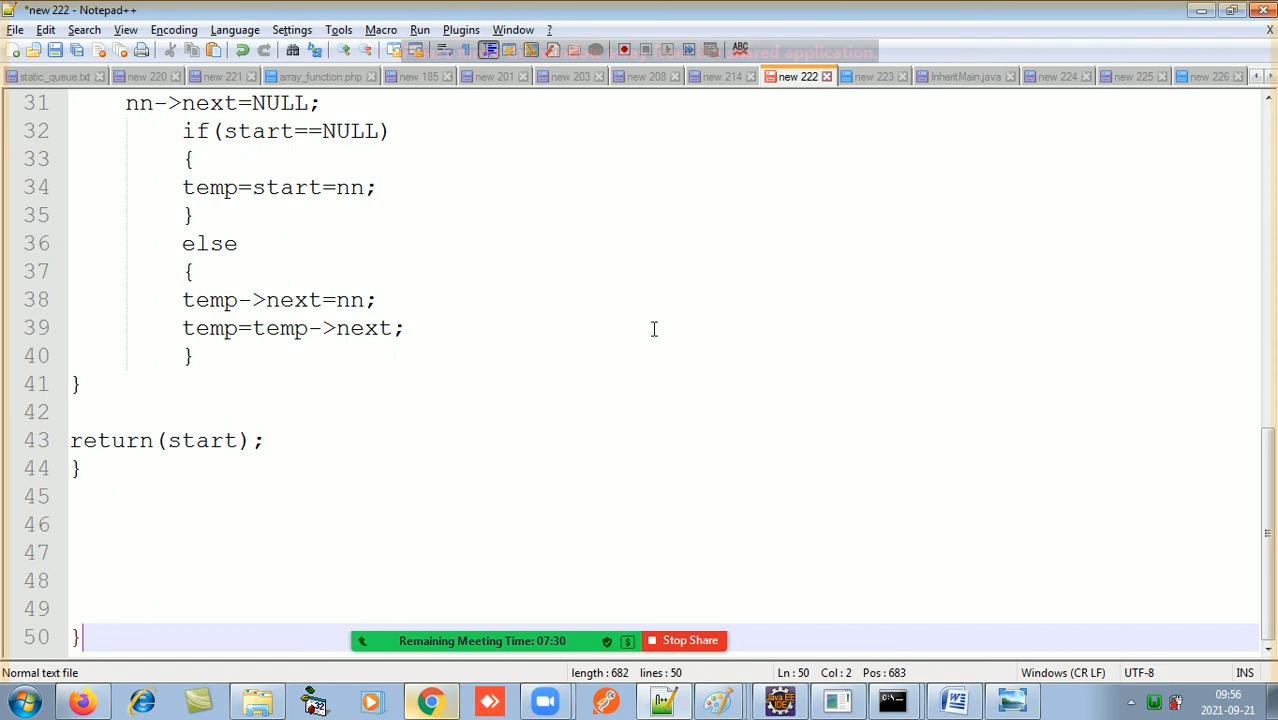 *new 222 - Notepad++
File Edit Search View Encoding Language Settings Tools Macro Run Plugins Window ? X
ABC
static_queue.txt new 220 new 221 array_function.php new 185 new 201 new 203 new 208 new 214 new 222 new 223 InheritMain.java new 224 new 225 new 226
31 nn->next=NULL;
32 if(start==NULL)
33 {
34 temp=start=nn;
35 }
36 else
37 {
38 temp->next=nn;
39 temp=temp->next;
40 }
41 }
42
43 return(start);
44 }
45
46
47
48
49
50 }
Remaining Meeting Time: 07:30 $ Stop Share
Normal text file length : 682 lines : 50 Ln : 50 Col : 2 Pos : 683 Windows (CR LF) UTF-8 INS
09:56
2021-09-21